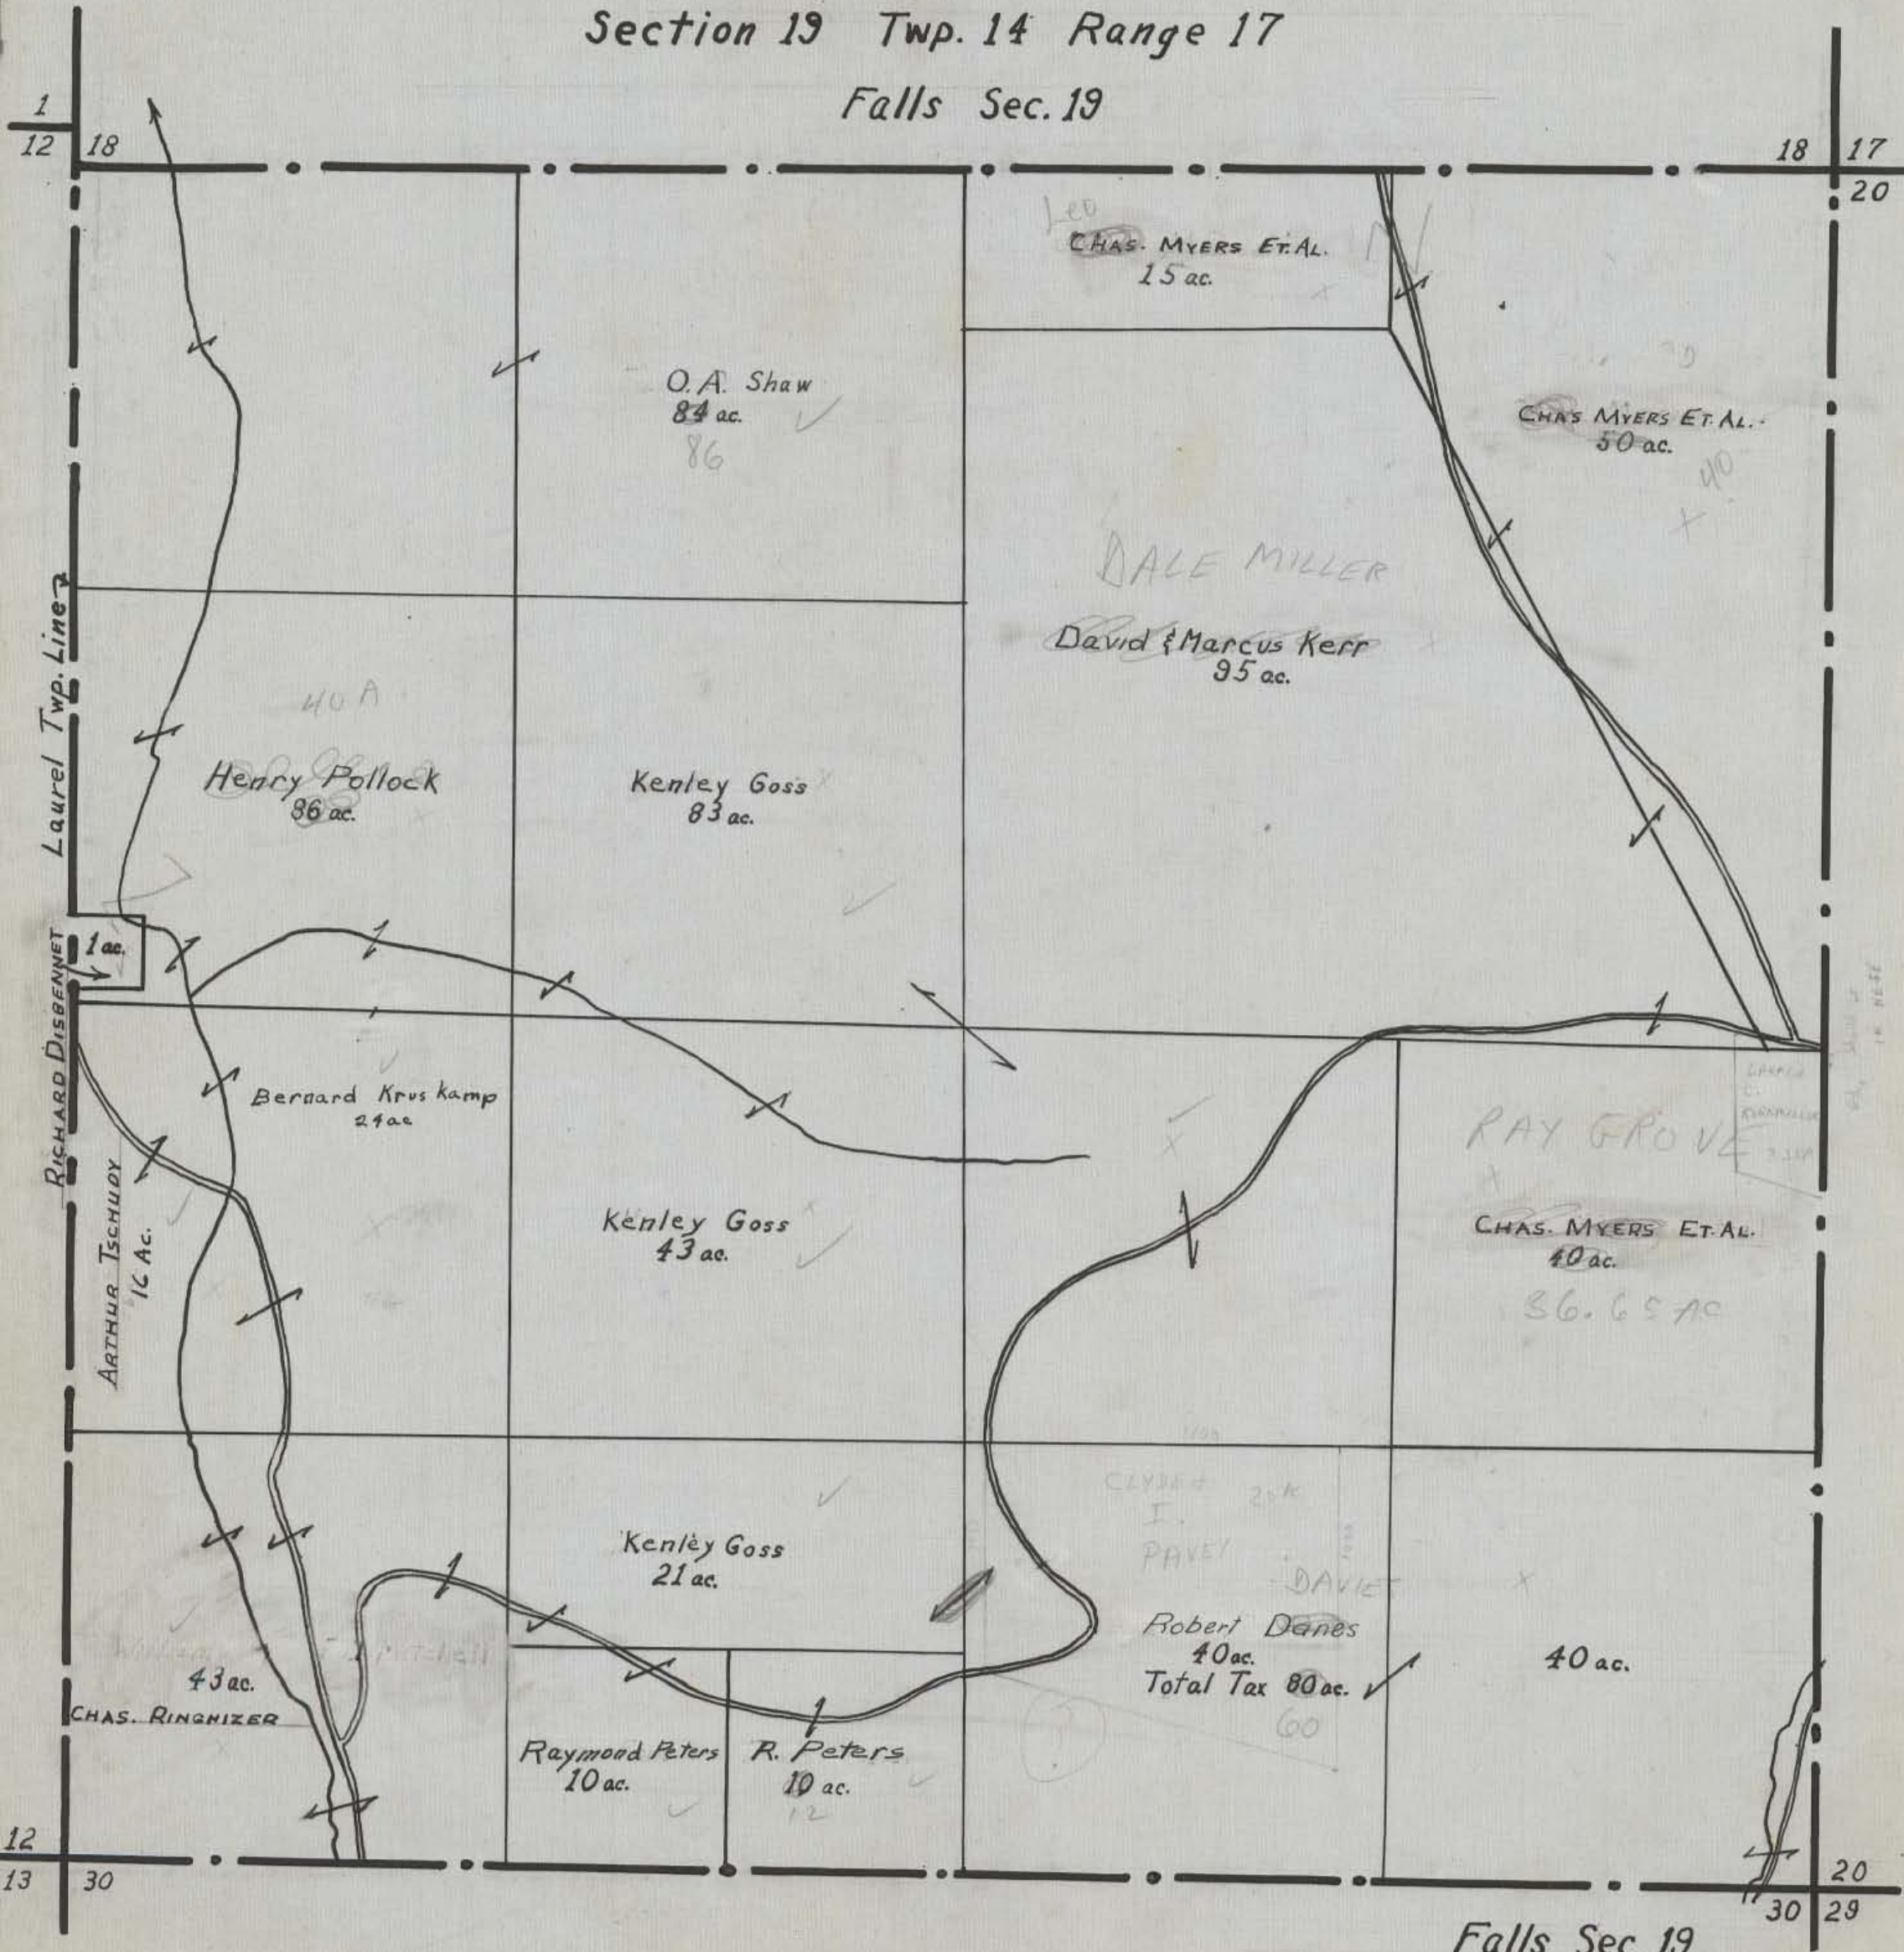 Section 19 Twp. 14 Range 17
Falls Sec. 19
1
12
18
18
17
20
Leo
CHAS. MYERS ET. AL.
15 ac.
O.A. Shaw
84 ac.
86
CHAS MYERS ET. AL.
50 ac.
40
DALE MILLER
David & Marcus Kerr
95 ac.
Laurel Twp. Line
40 A
Henry Pollock
86 ac.
Kenley Goss
83 ac.
1 ac.
RICHARD DISBENNET
Bernard Kruskamp
24 ac
ARTHUR TSCHUDY
16 Ac.
Kenley Goss
43 ac.
RAY GROVE
CHAS. MYERS ET. AL.
40 ac.
36.65 AC
CLYDE
I.
PAVEY
DAVIES
Kenley Goss
21 ac.
Robert Danes
40 ac.
Total Tax 80 ac.
60
40 ac.
43 ac.
CHAS. RINGHIZER
?
Raymond Peters
10 ac.
R. Peters
10 ac.
12
12
13
30
20
30
29
Falls Sec 19